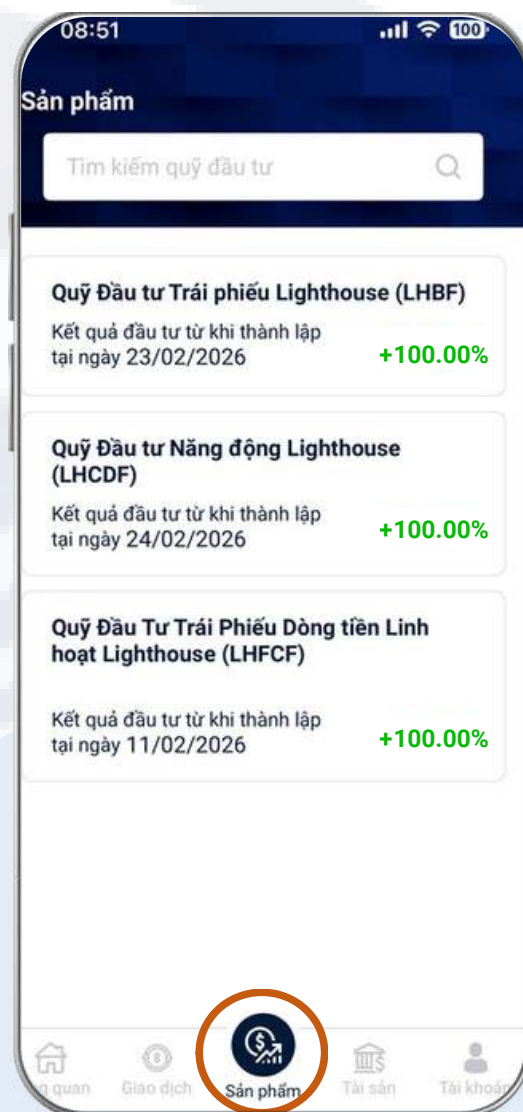 08:51
100
Sản phẩm
Tìm kiếm quỹ đầu tư
Quỹ Đầu tư Trái phiếu Lighthouse (LHBF)
Kết quả đầu tư từ khi thành lập
tại ngày 23/02/2026
+100.00%
Quỹ Đầu tư Năng động Lighthouse
(LHCDF)
Kết quả đầu tư từ khi thành lập
tại ngày 24/02/2026
+100.00%
Quỹ Đầu Tư Trái Phiếu Dòng tiền Linh
hoạt Lighthouse (LHFCF)
Kết quả đầu tư từ khi thành lập
tại ngày 11/02/2026
+100.00%
quan Giao dịch Sản phẩm Tài sản Tài khoản